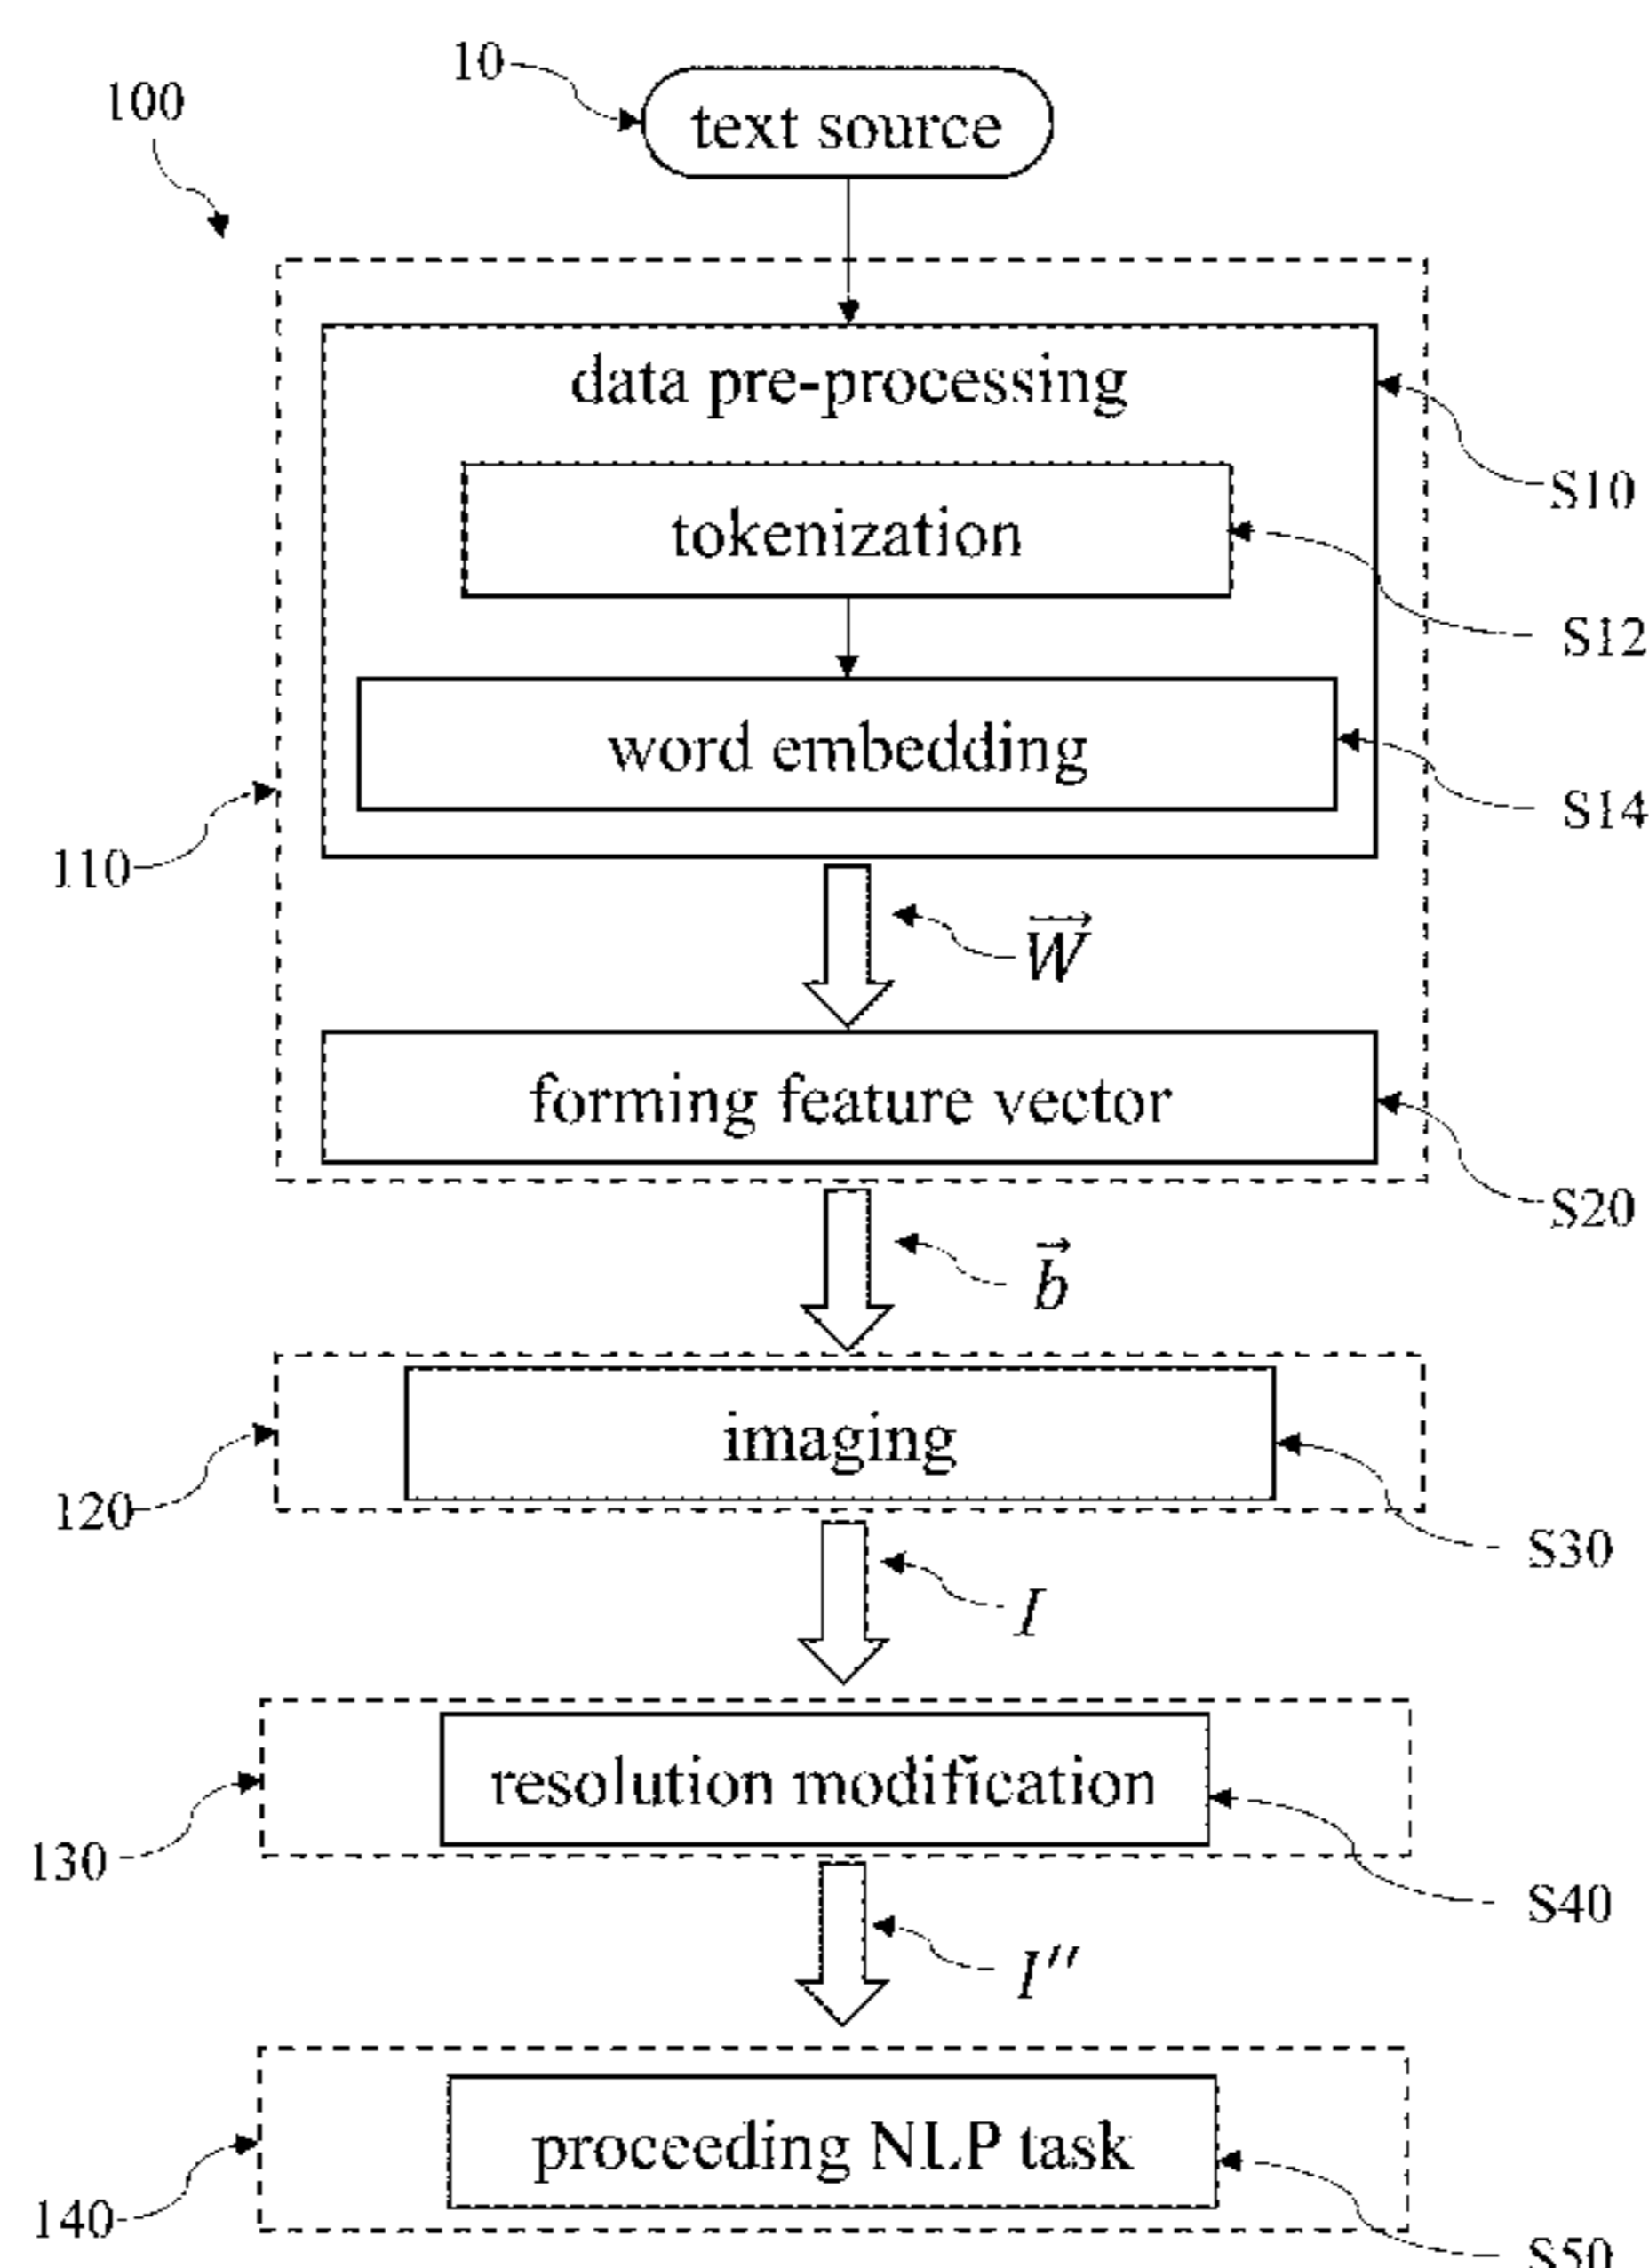 10
100
text source
data pre-processing
S10
tokenization
S12
word embedding
S14
110
W
forming feature vector
S20
b
imaging
120
S30
I
resolution modification
130
S40
I″
proceeding NLP task
140
S50